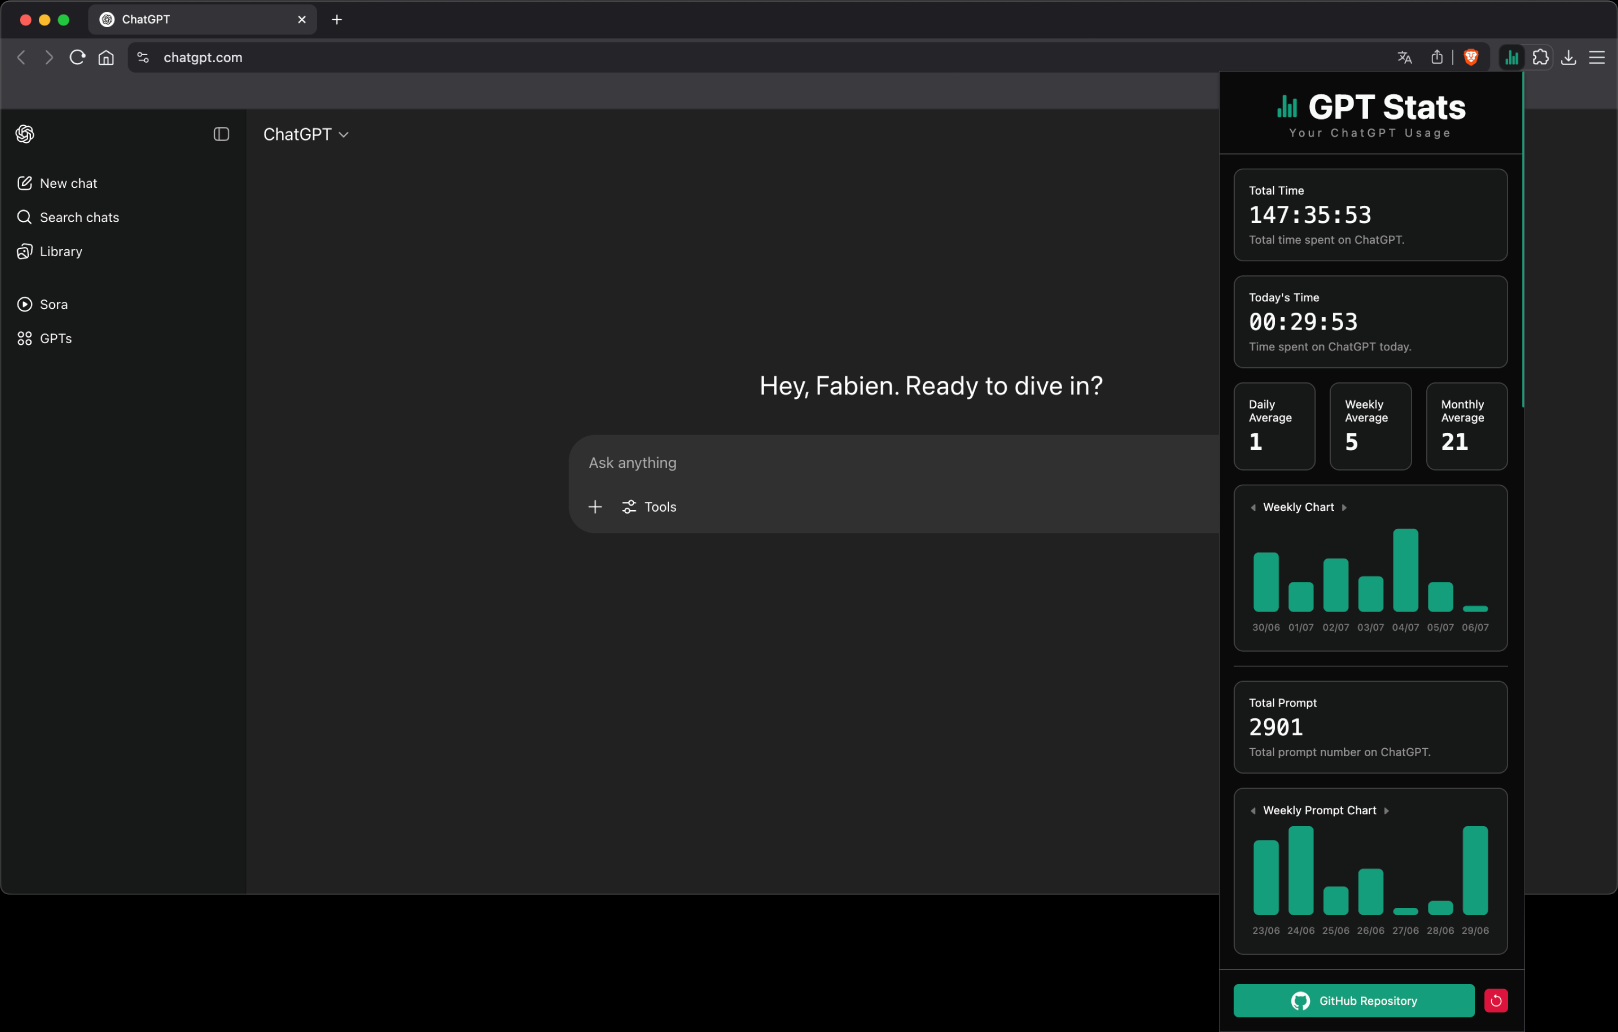 ChatGPT
chatgpt.com
ChatGPT
New chat
Search chats
Library
Sora
GPTs
Hey, Fabien. Ready to dive in?
Ask anything
Tools
GPT Stats
Your ChatGPT Usage
Total Time
147:35:53
Total time spent on ChatGPT.
Today's Time
00:29:53
Time spent on ChatGPT today.
Daily
Average
1
Weekly
Average
5
Monthly
Average
21
Weekly Chart
30/06 01/07 02/07 03/07 04/07 05/07 06/07
Total Prompt
2901
Total prompt number on ChatGPT.
Weekly Prompt Chart
23/06 24/06 25/06 26/06 27/06 28/06 29/06
GitHub Repository